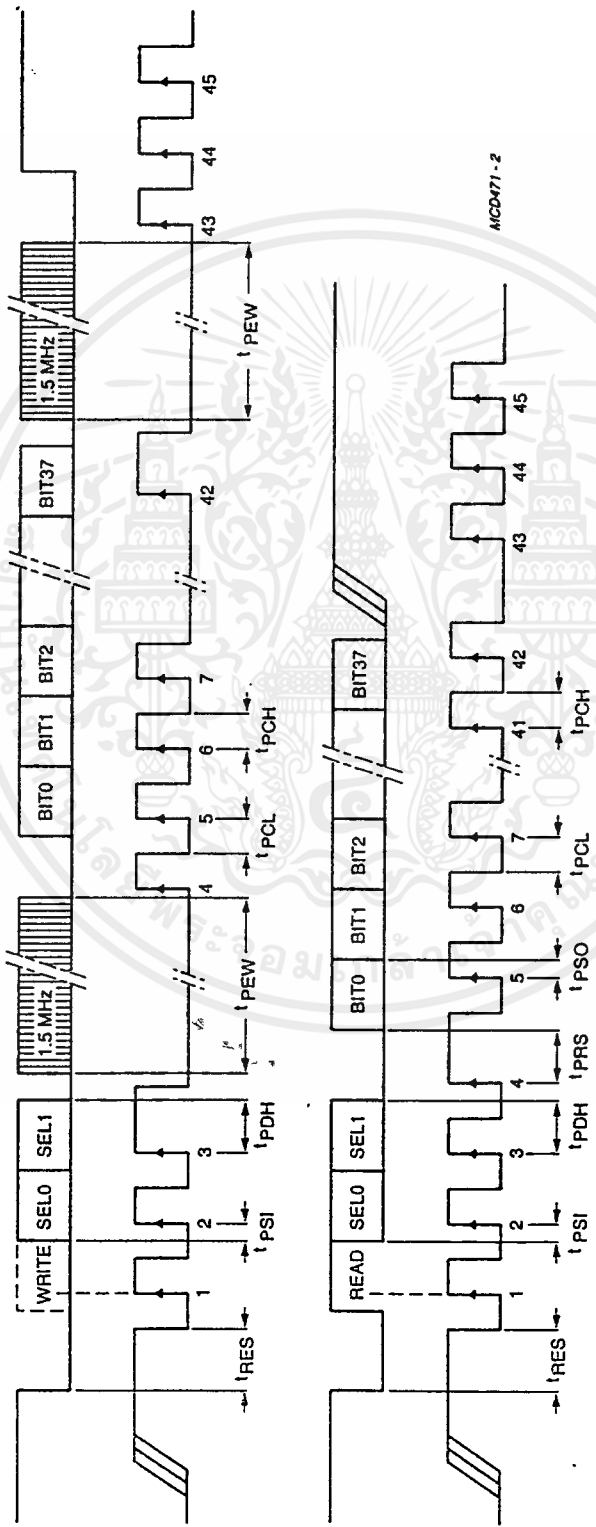 WRITE SEL0 SEL1 1.5 MHz BIT0 BIT1 BIT2 BIT37 1.5 MHz
1 2 3 4 5 6 7 42 43 44 45
tRES tPSI tPDH tPEW tPCL tPCH tPEW
READ SEL0 SEL1 BIT0 BIT1 BIT2 BIT37
1 2 3 4 5 6 7 41 42 43 44 45
tRES tPSI tPDH tPRS tPSO tPCL tPCH
MCD471 - 2